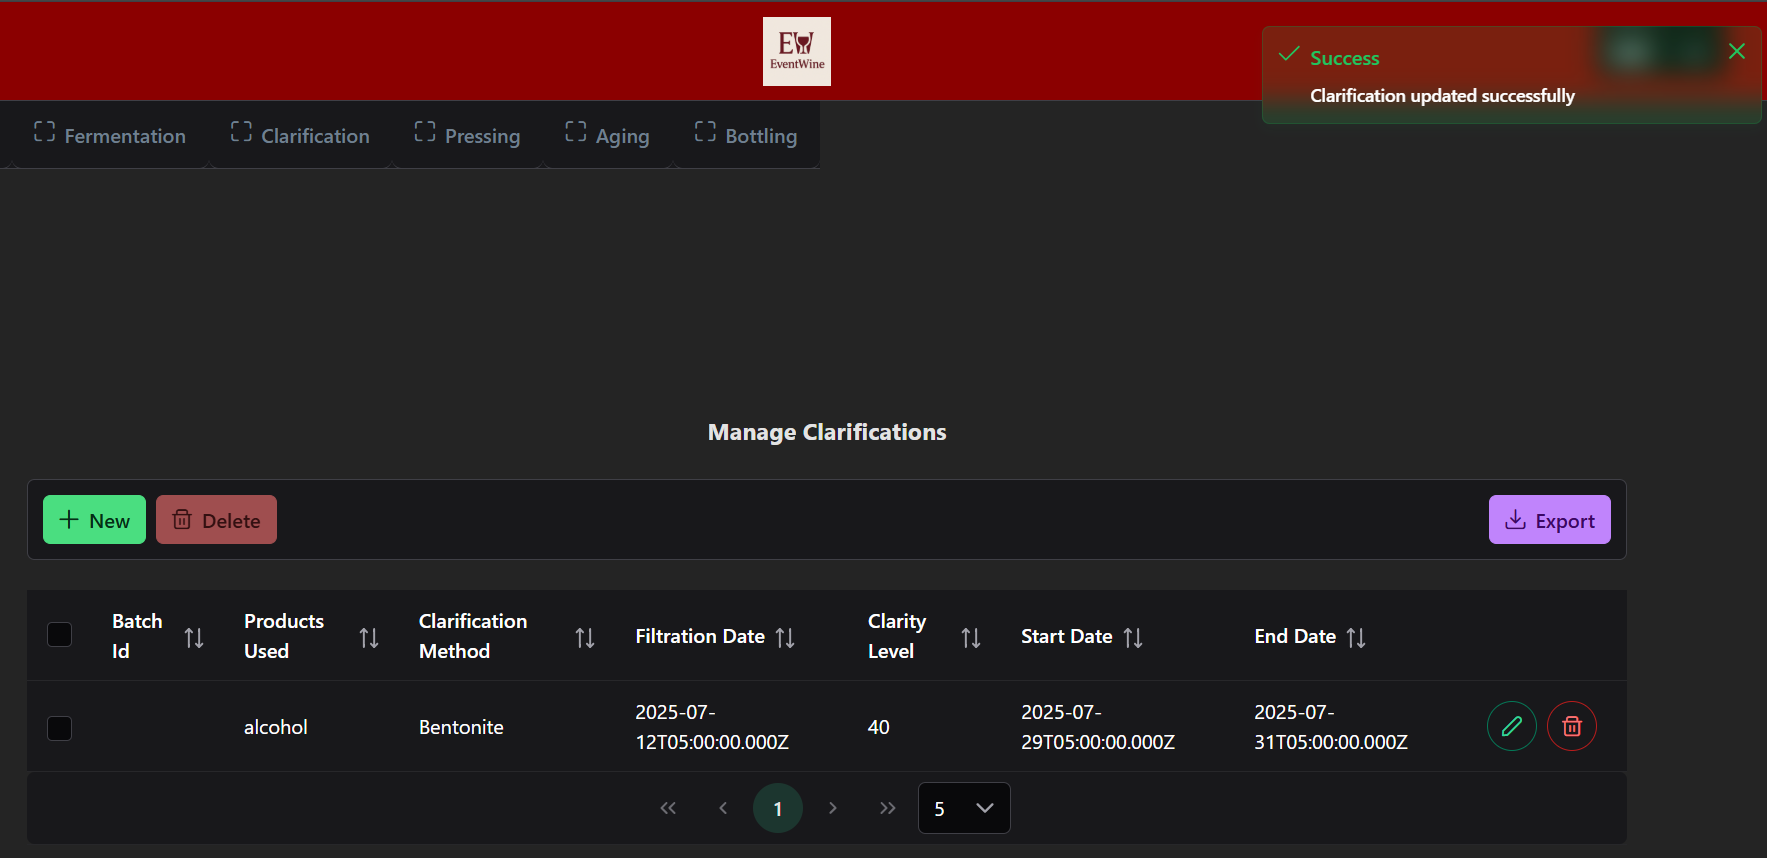 EW
EventWine
Success
Clarification updated successfully
Fermentation Clarification Pressing Aging Bottling
Manage Clarifications
New Delete Export
Batch Id Products Used Clarification Method Filtration Date Clarity Level Start Date End Date
alcohol Bentonite 2025-07-12T05:00:00.000Z 40 2025-07-29T05:00:00.000Z 2025-07-31T05:00:00.000Z
1 5